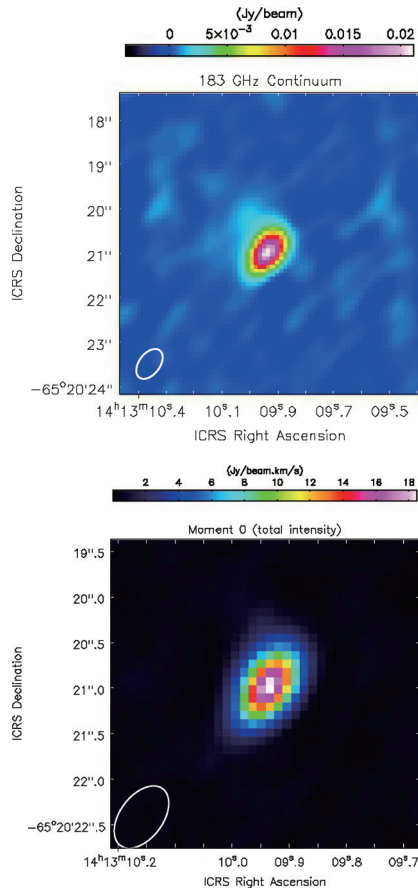 (Jy/beam)
0 5×10⁻³ 0.01 0.015 0.02
183 GHz Continuum
18"
19"
20"
21"
22"
23"
−65°20'24"
ICRS Declination
14ʰ13ᵐ10ˢ.4 10ˢ.1 09ˢ.9 09ˢ.7 09ˢ.5
ICRS Right Ascension
(Jy/beam.km/s)
2 4 6 8 10 12 14 16 18
Moment 0 (total intensity)
19".5
20".0
20".5
21".0
21".5
22".0
−65°20'22".5
ICRS Declination
14ʰ13ᵐ10ˢ.2 10ˢ.0 09ˢ.9 09ˢ.8 09ˢ.7
ICRS Right Ascension